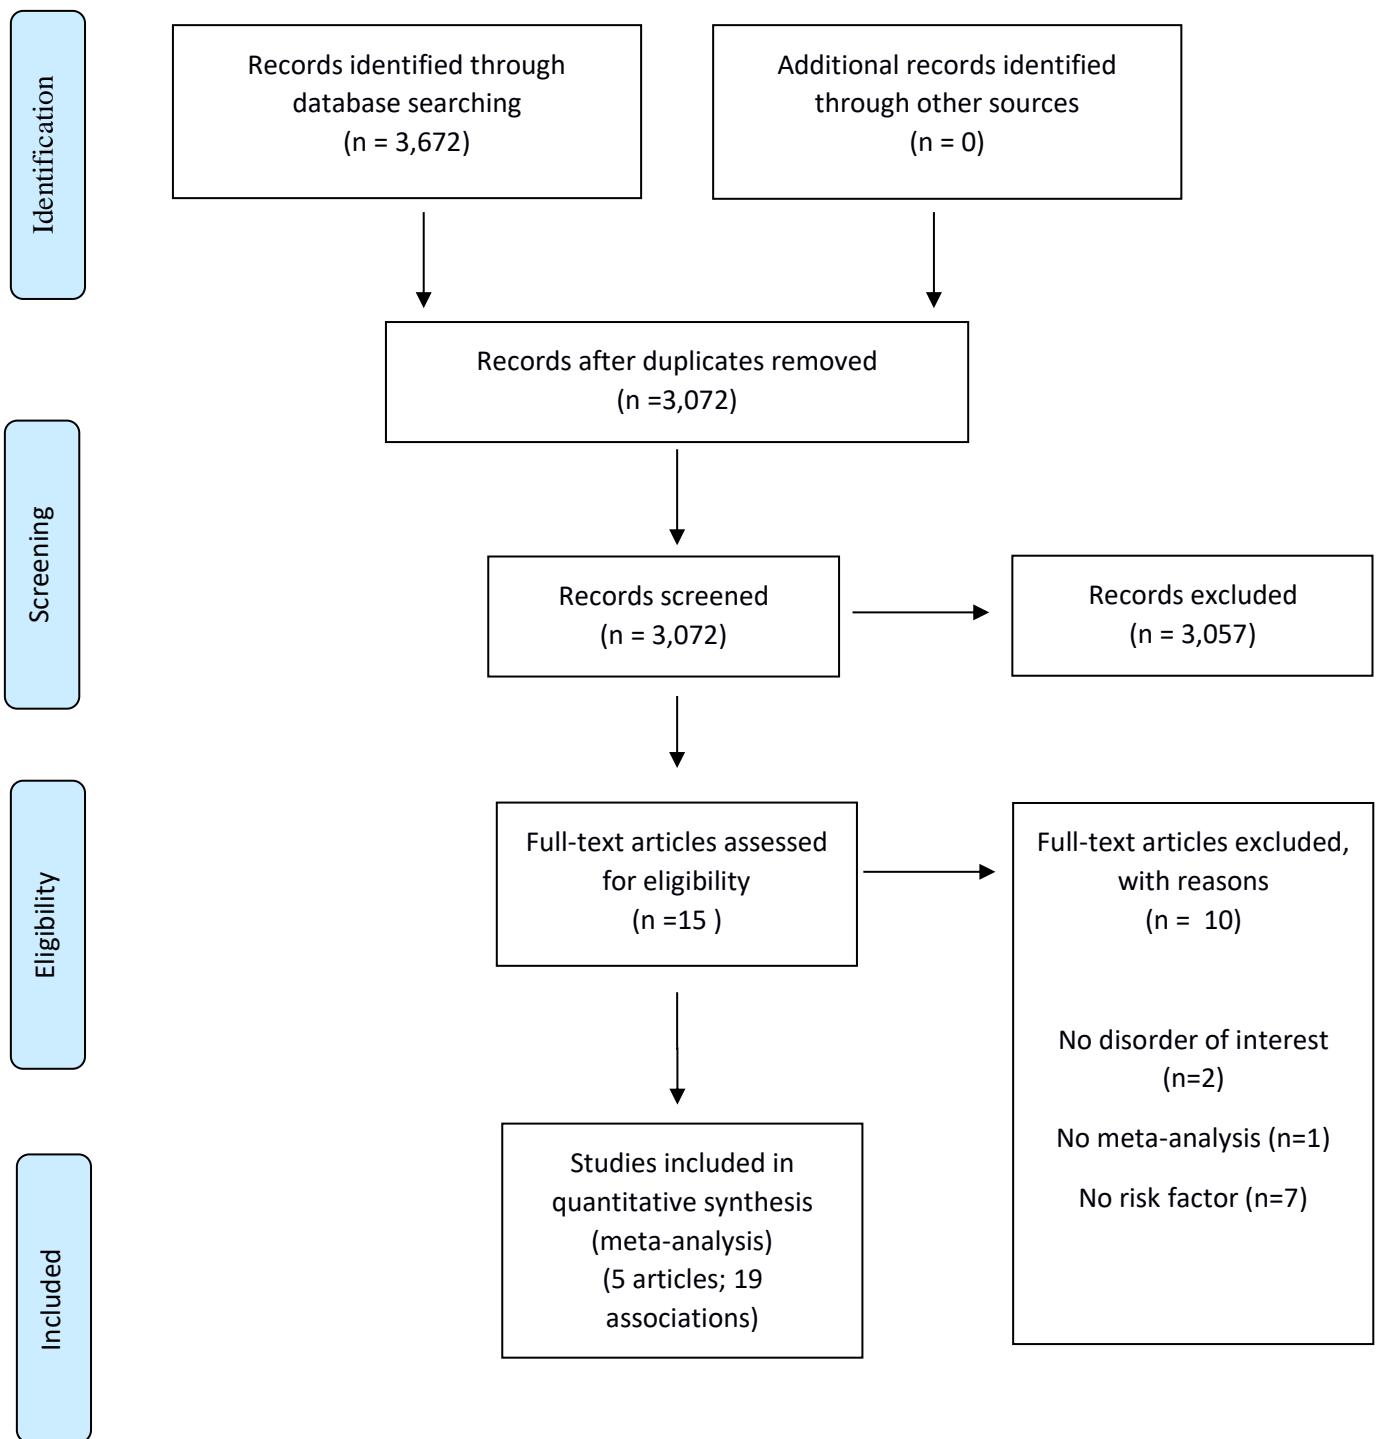 Identification
Records identified through
database searching
(n = 3,672)
Additional records identified
through other sources
(n = 0)
Records after duplicates removed
(n =3,072)
Screening
Records screened
(n = 3,072)
Records excluded
(n = 3,057)
Eligibility
Full-text articles assessed
for eligibility
(n =15 )
Full-text articles excluded,
with reasons
(n =  10)
No disorder of interest
(n=2)
No meta-analysis (n=1)
No risk factor (n=7)
Included
Studies included in
quantitative synthesis
(meta-analysis)
(5 articles; 19
associations)